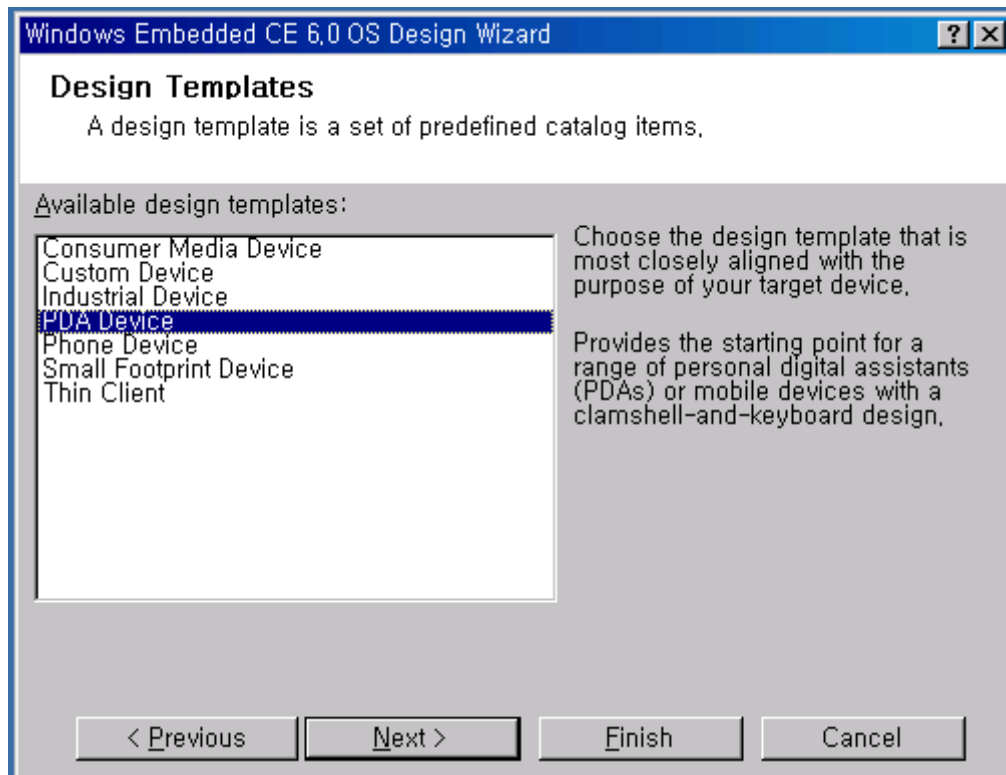 Windows Embedded CE 6,0 OS Design Wizard
Design Templates
A design template is a set of predefined catalog items,
Available design templates:
Consumer Media Device
Custom Device
Industrial Device
PDA Device
Phone Device
Small Footprint Device
Thin Client
Choose the design template that is
most closely aligned with the
purpose of your target device,
Provides the starting point for a
range of personal digital assistants
(PDAs) or mobile devices with a
clamshell-and-keyboard design,
< Previous
Next >
Finish
Cancel